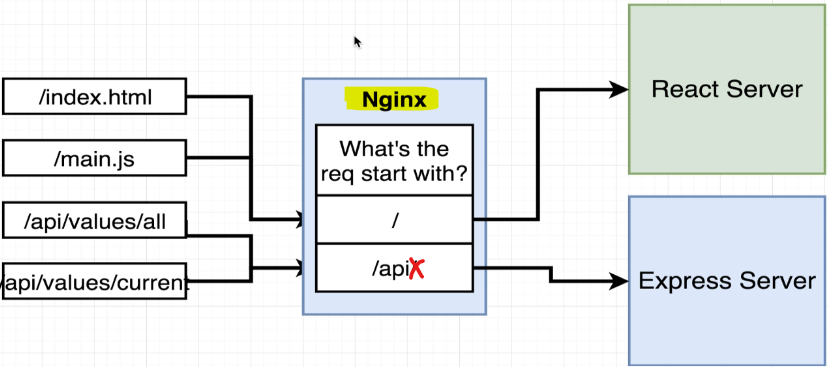 /index.html
/main.js
/api/values/all
/api/values/current
Nginx
What's the
req start with?
/
/api
React Server
Express Server